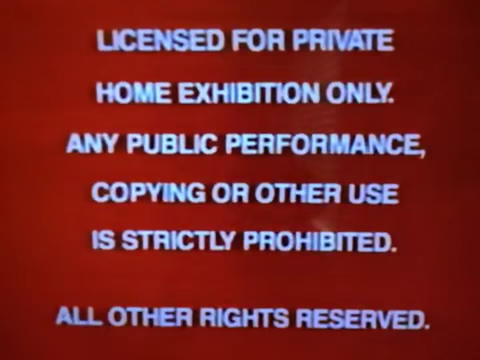 LICENSED FOR PRIVATE
HOME EXHIBITION ONLY.
ANY PUBLIC PERFORMANCE,
COPYING OR OTHER USE
IS STRICTLY PROHIBITED.
ALL OTHER RIGHTS RESERVED.